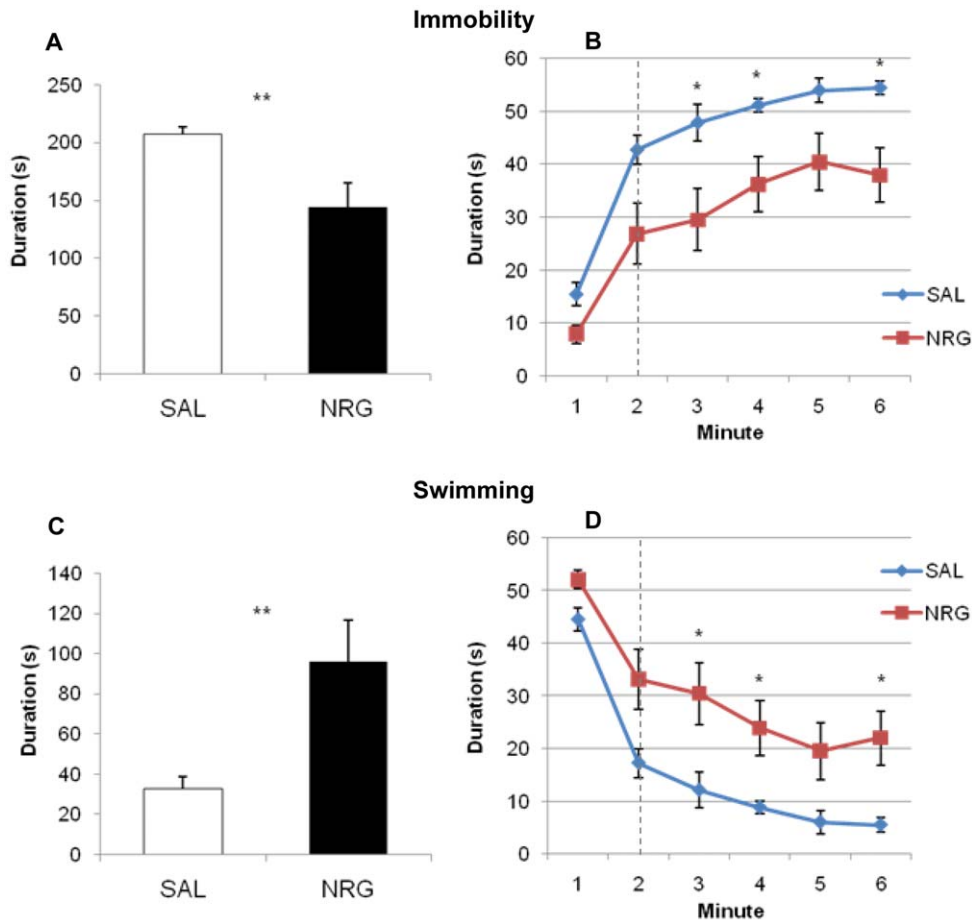 Immobility
A
250
200
150
100
50
0
Duration (s)
**
SAL
NRG
B
60
50
40
30
20
10
0
Duration (s)
* * *
SAL
NRG
1 2 3 4 5 6
Minute
Swimming
C
140
120
100
80
60
40
20
0
Duration (s)
**
SAL
NRG
D
60
50
40
30
20
10
0
Duration (s)
* * *
SAL
NRG
1 2 3 4 5 6
Minute